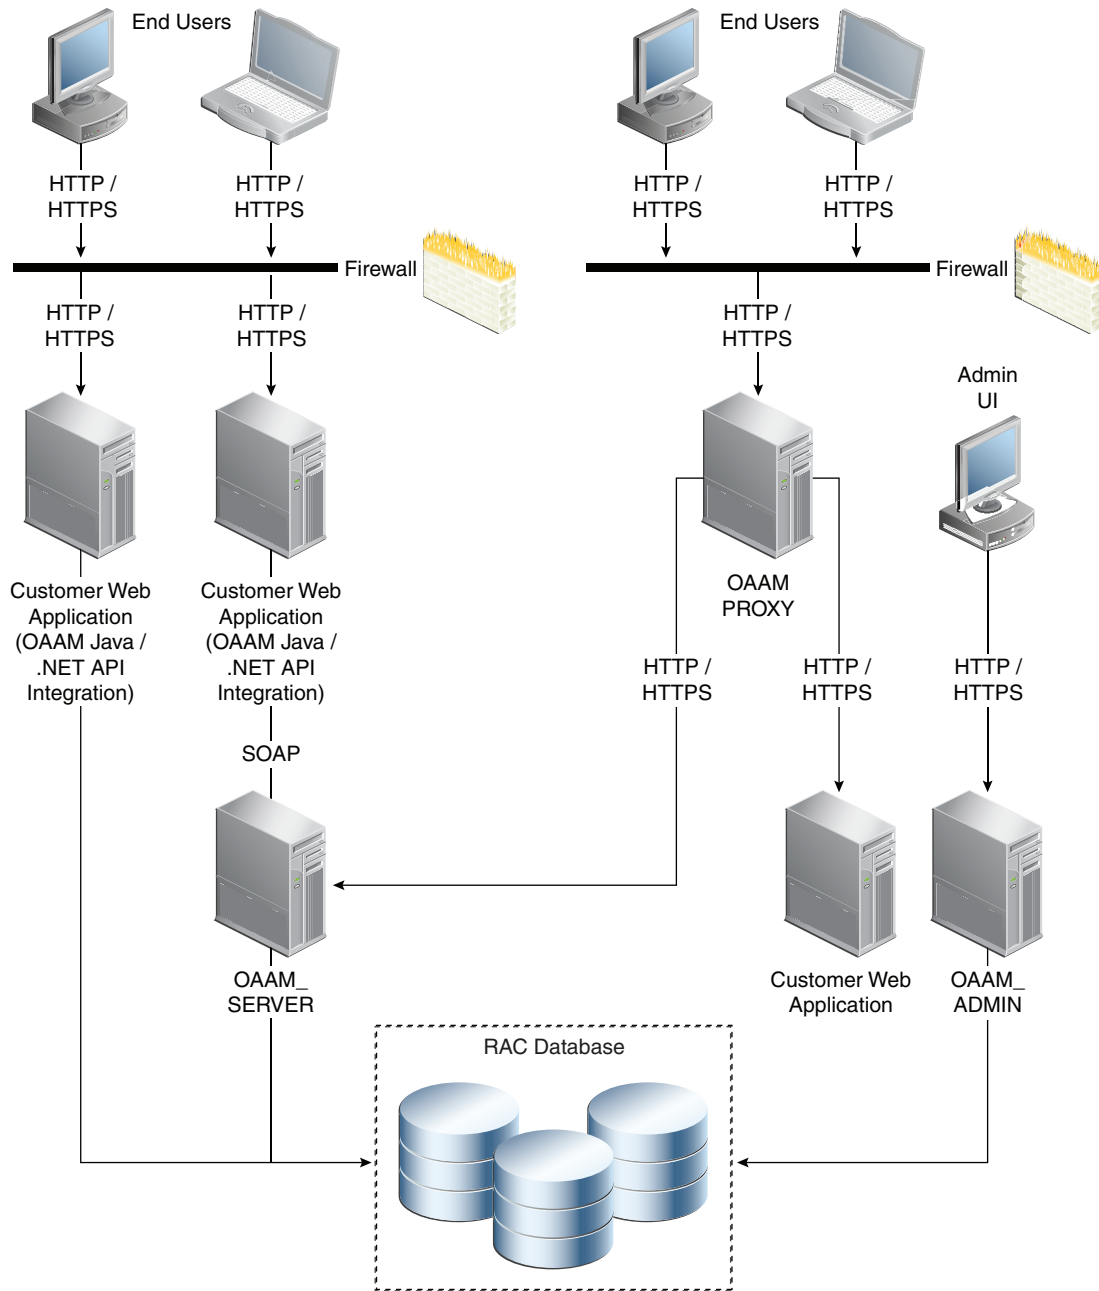 End Users
End Users
HTTP /
HTTPS
HTTP /
HTTPS
HTTP /
HTTPS
HTTP /
HTTPS
Firewall
Firewall
HTTP /
HTTPS
HTTP /
HTTPS
HTTP /
HTTPS
Admin
UI
Customer Web
Application
(OAAM Java /
.NET API
Integration)
Customer Web
Application
(OAAM Java /
.NET API
Integration)
OAAM
PROXY
HTTP /
HTTPS
HTTP /
HTTPS
HTTP /
HTTPS
SOAP
OAAM_
SERVER
Customer Web
Application
OAAM_
ADMIN
RAC Database